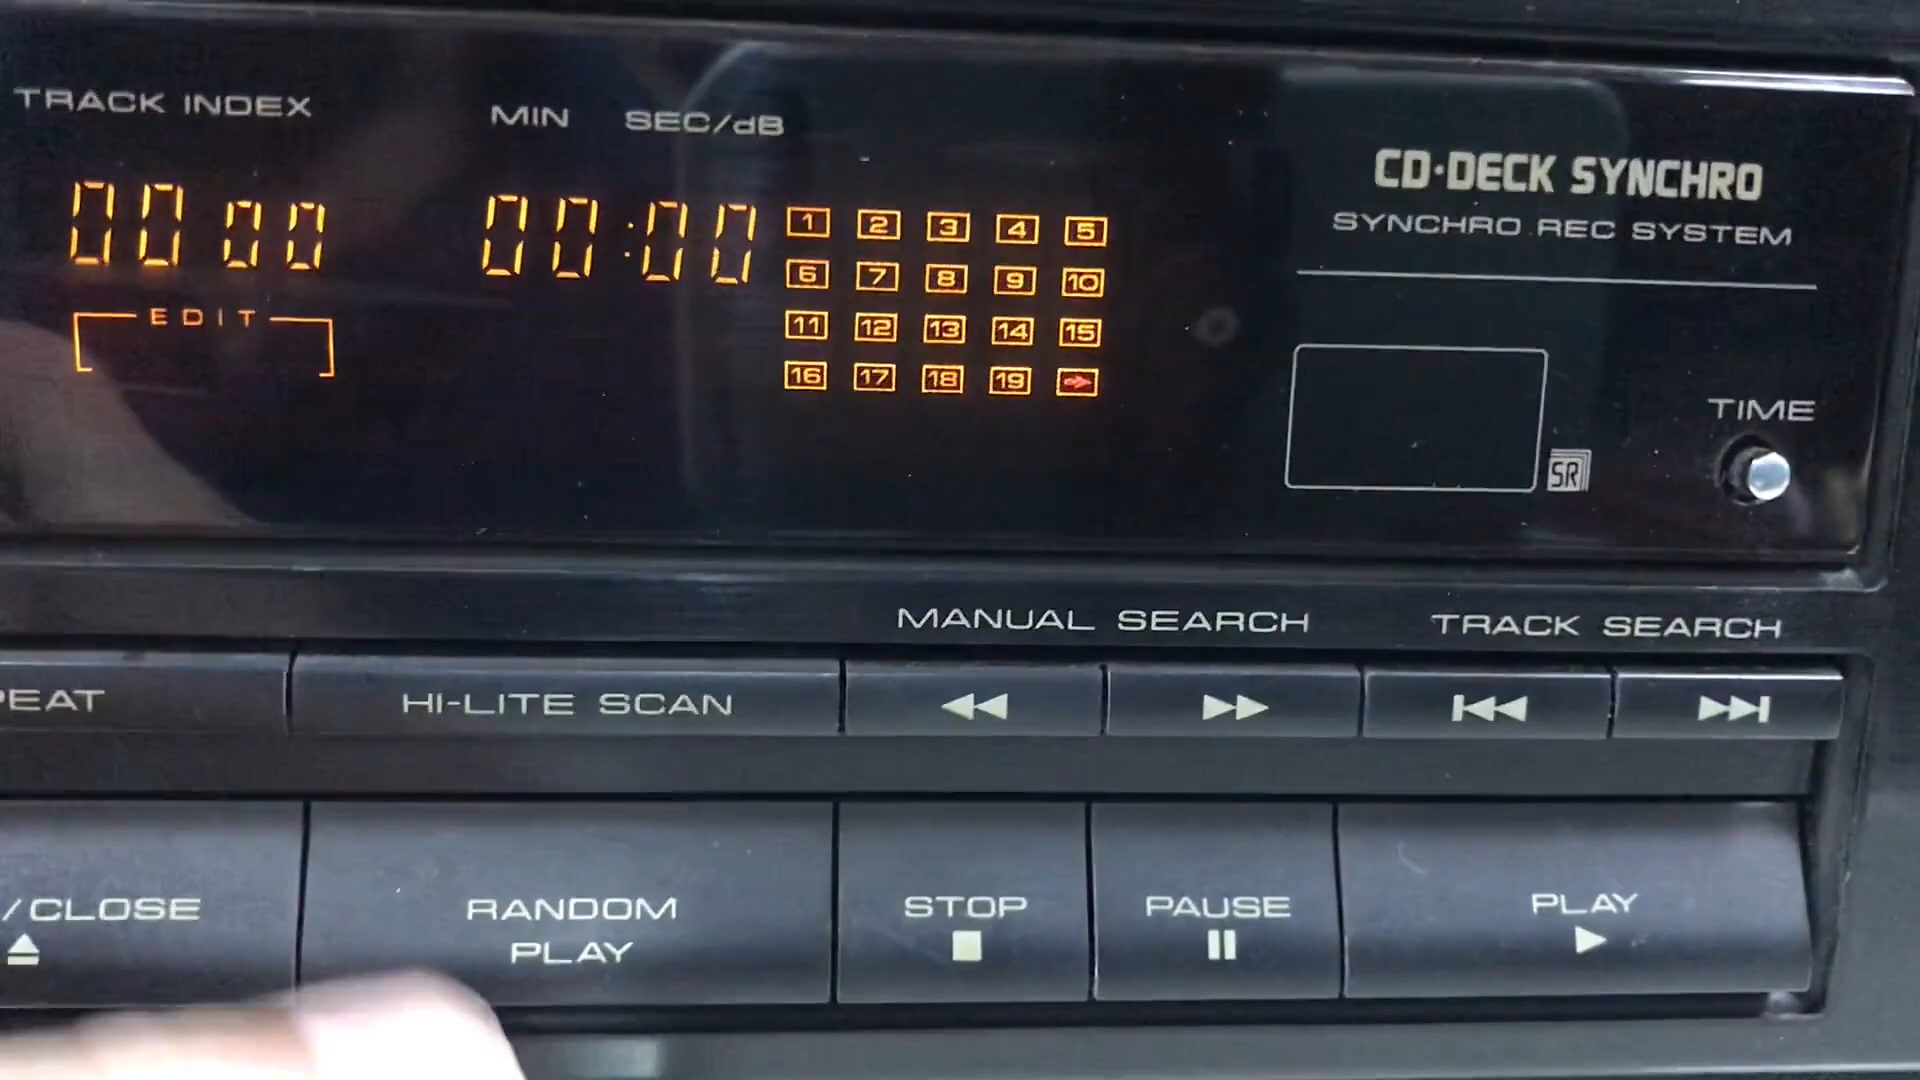 TRACK INDEX
MIN SEC/dB
00 00 00:00
EDIT
1 2 3 4 5
6 7 8 9 10
11 12 13 14 15
16 17 18 19
CD·DECK SYNCHRO
SYNCHRO REC SYSTEM
SR
TIME
MANUAL SEARCH
TRACK SEARCH
PEAT
HI-LITE SCAN
/CLOSE
RANDOM
PLAY
STOP
PAUSE
PLAY